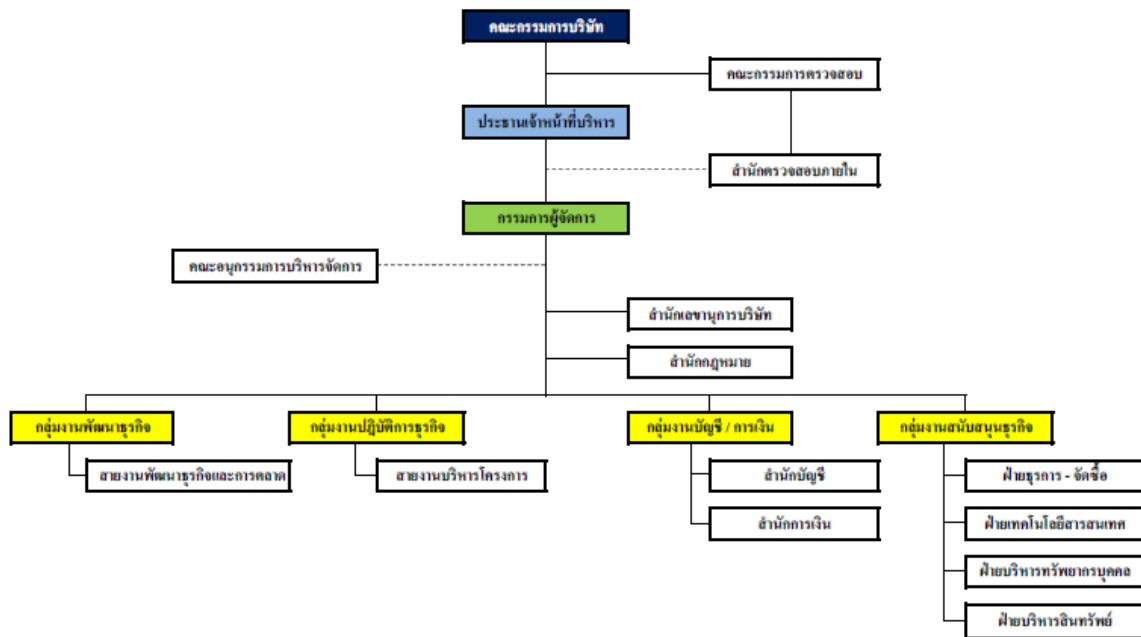 คณะกรรมการบริษัท
คณะกรรมการตรวจสอบ
ประธานเจ้าหน้าที่บริหาร
สำนักตรวจสอบภายใน
กรรมการผู้จัดการ
คณะอนุกรรมการบริหารจัดการ
สำนักเลขานุการบริษัท
สำนักกฎหมาย
กลุ่มงานพัฒนาธุรกิจ
กลุ่มงานปฎิบัติการธุรกิจ
กลุ่มงานบัญชี / การเงิน
กลุ่มงานสนับสนุนธุรกิจ
สายงานพัฒนาธุรกิจและการตลาด
สายงานบริหารโครงการ
สำนักบัญชี
ฝ่ายธุรการ - จัดซื้อ
สำนักการเงิน
ฝ่ายเทคโนโลยีสารสนเทศ
ฝ่ายบริหารทรัพยากรบุคคล
ฝ่ายบริหารสินทรัพย์